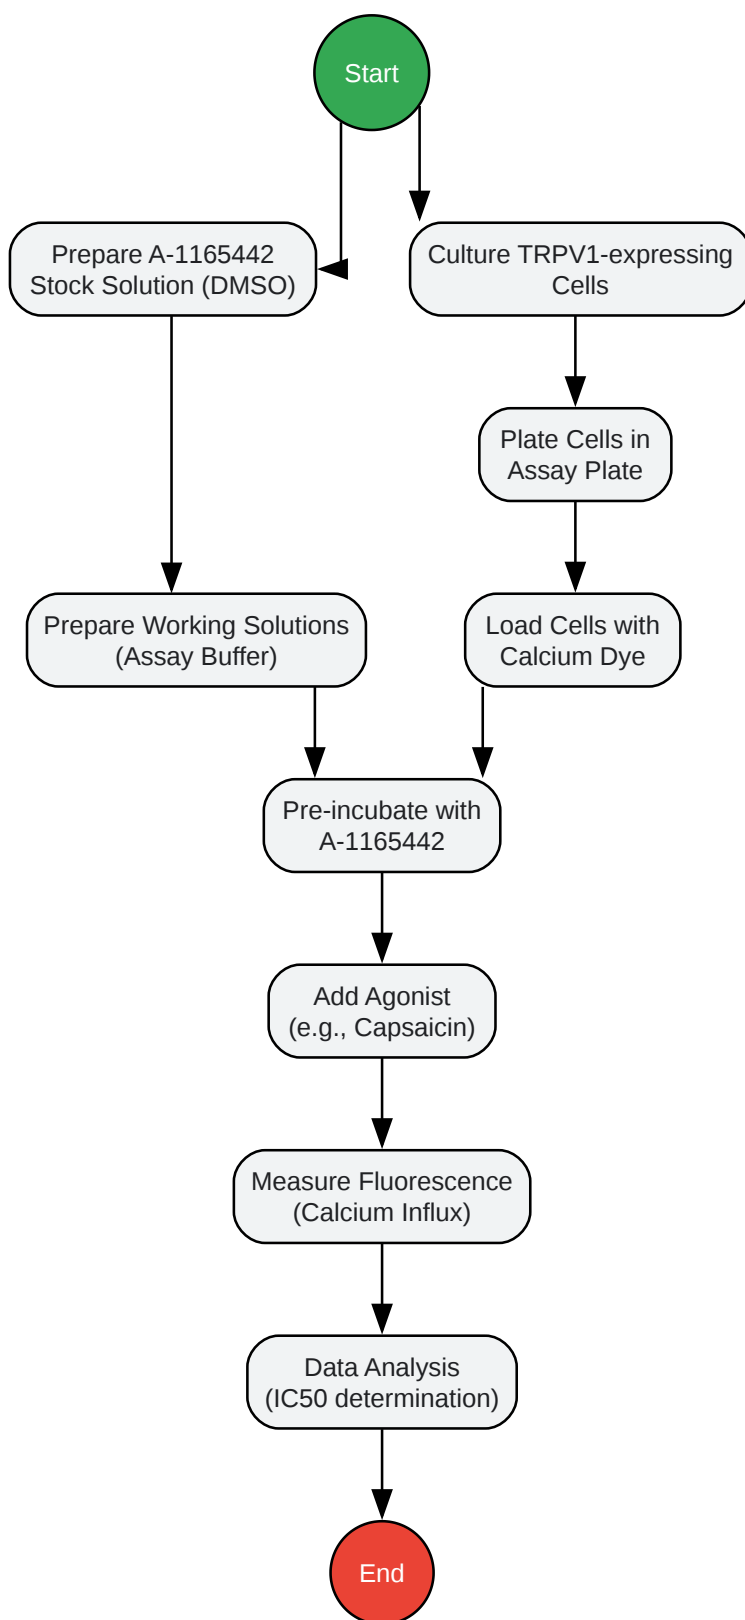 Start
Prepare A-1165442
Stock Solution (DMSO)
Culture TRPV1-expressing
Cells
Plate Cells in
Assay Plate
Prepare Working Solutions
(Assay Buffer)
Load Cells with
Calcium Dye
Pre-incubate with
A-1165442
Add Agonist
(e.g., Capsaicin)
Measure Fluorescence
(Calcium Influx)
Data Analysis
(IC50 determination)
End